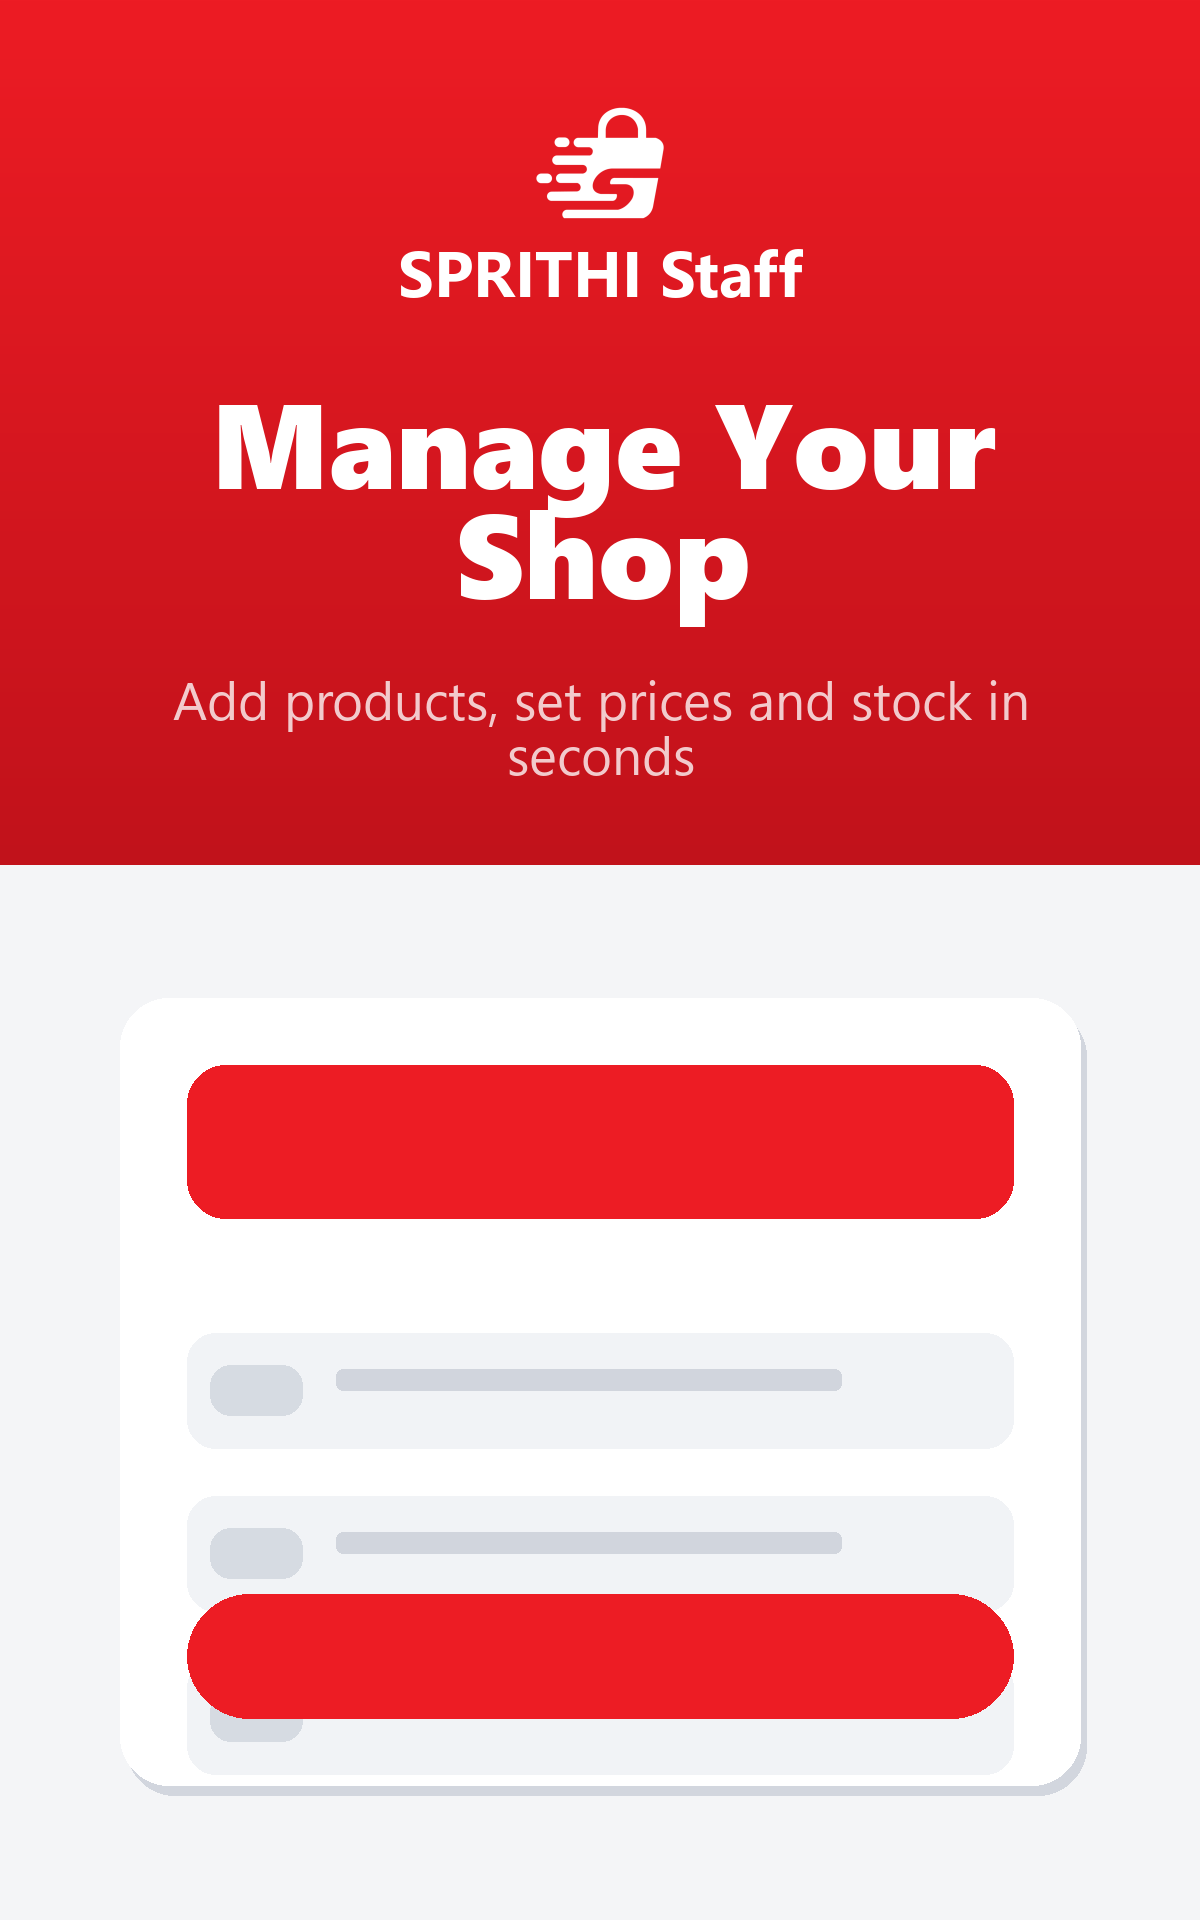 SPRITHI Staff
Manage Your
Shop
Add products, set prices and stock in
seconds